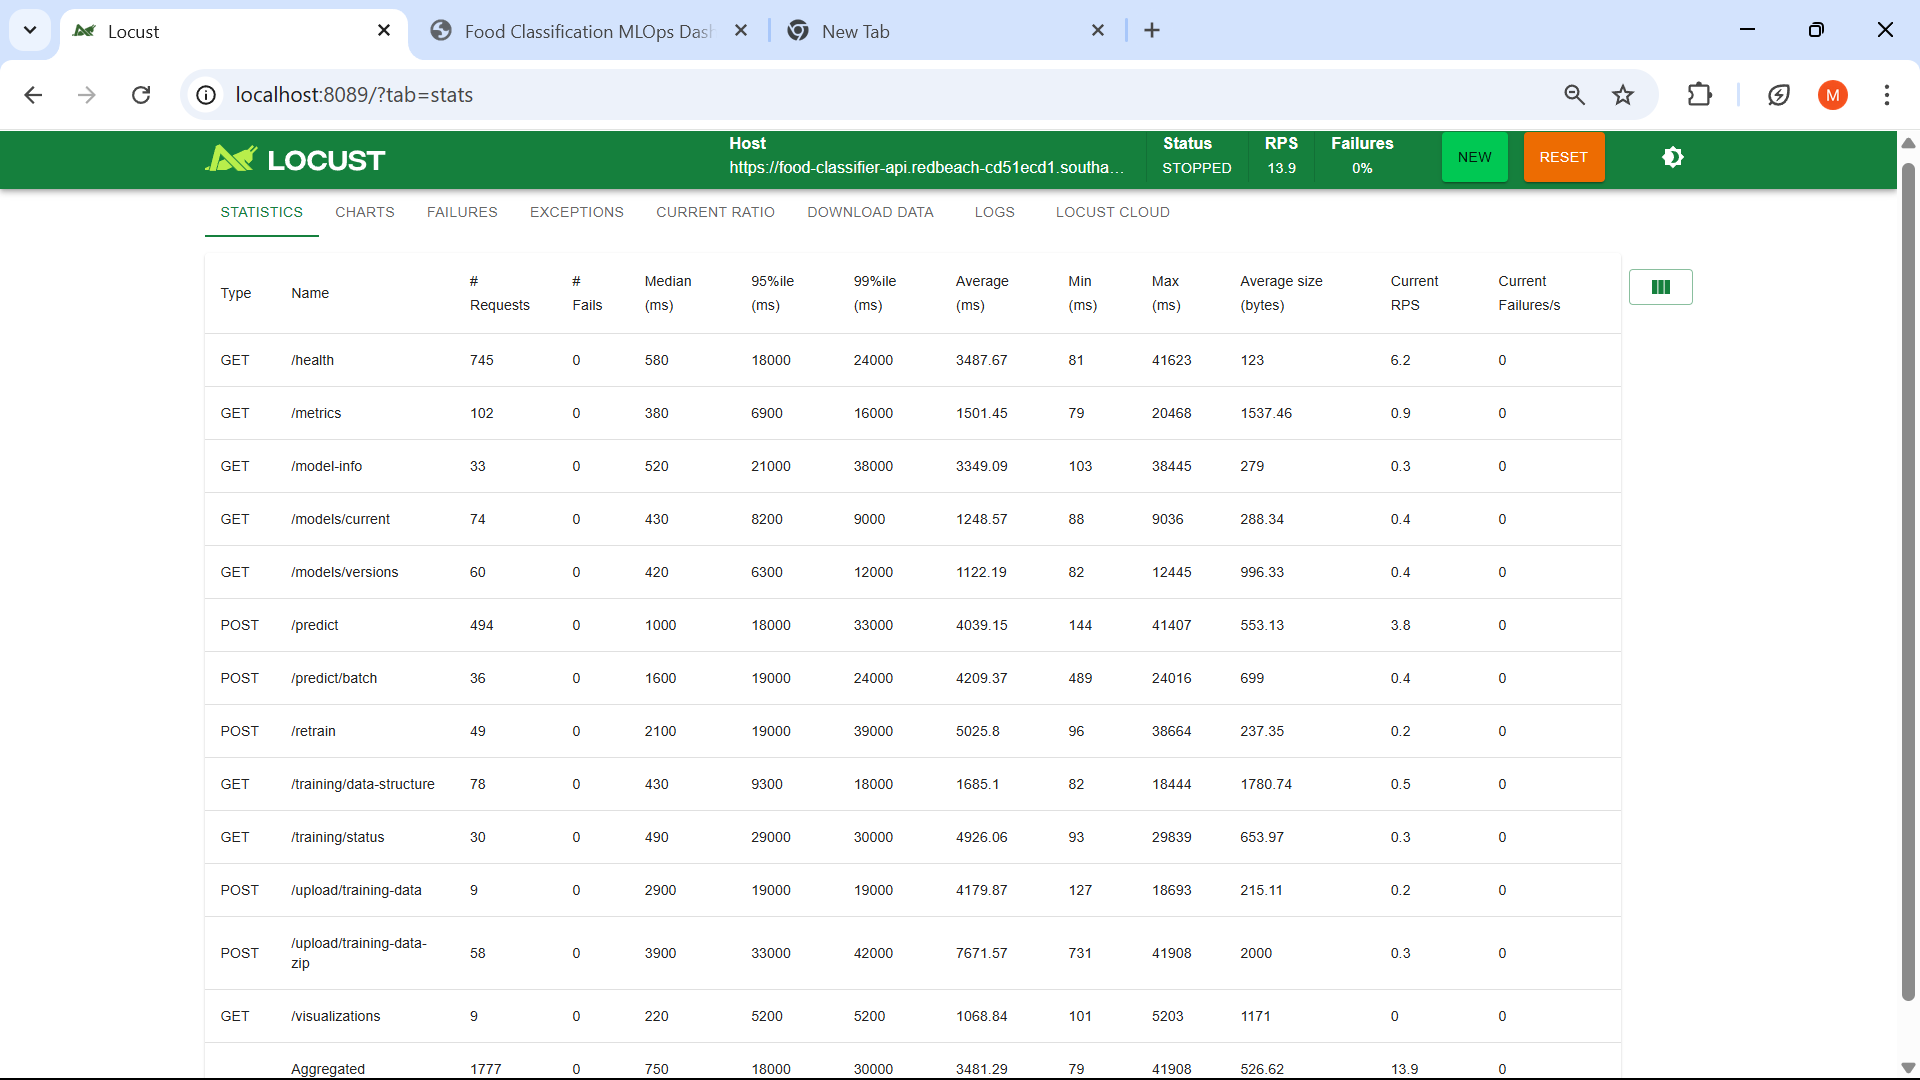 Locust
Food Classification MLOps Das
New Tab
localhost:8089/?tab=stats
M
LOCUST
Host
https://food-classifier-api.redbeach-cd51ecd1.southa...
Status
STOPPED
RPS
13.9
Failures
0%
NEW
RESET
STATISTICS CHARTS FAILURES EXCEPTIONS CURRENT RATIO DOWNLOAD DATA LOGS LOCUST CLOUD
Type Name # Requests # Fails Median (ms) 95%ile (ms) 99%ile (ms) Average (ms) Min (ms) Max (ms) Average size (bytes) Current RPS Current Failures/s
GET /health 745 0 580 18000 24000 3487.67 81 41623 123 6.2 0
GET /metrics 102 0 380 6900 16000 1501.45 79 20468 1537.46 0.9 0
GET /model-info 33 0 520 21000 38000 3349.09 103 38445 279 0.3 0
GET /models/current 74 0 430 8200 9000 1248.57 88 9036 288.34 0.4 0
GET /models/versions 60 0 420 6300 12000 1122.19 82 12445 996.33 0.4 0
POST /predict 494 0 1000 18000 33000 4039.15 144 41407 553.13 3.8 0
POST /predict/batch 36 0 1600 19000 24000 4209.37 489 24016 699 0.4 0
POST /retrain 49 0 2100 19000 39000 5025.8 96 38664 237.35 0.2 0
GET /training/data-structure 78 0 430 9300 18000 1685.1 82 18444 1780.74 0.5 0
GET /training/status 30 0 490 29000 30000 4926.06 93 29839 653.97 0.3 0
POST /upload/training-data 9 0 2900 19000 19000 4179.87 127 18693 215.11 0.2 0
POST /upload/training-data-zip 58 0 3900 33000 42000 7671.57 731 41908 2000 0.3 0
GET /visualizations 9 0 220 5200 5200 1068.84 101 5203 1171 0 0
Aggregated 1777 0 750 18000 30000 3481.29 79 41908 526.62 13.9 0